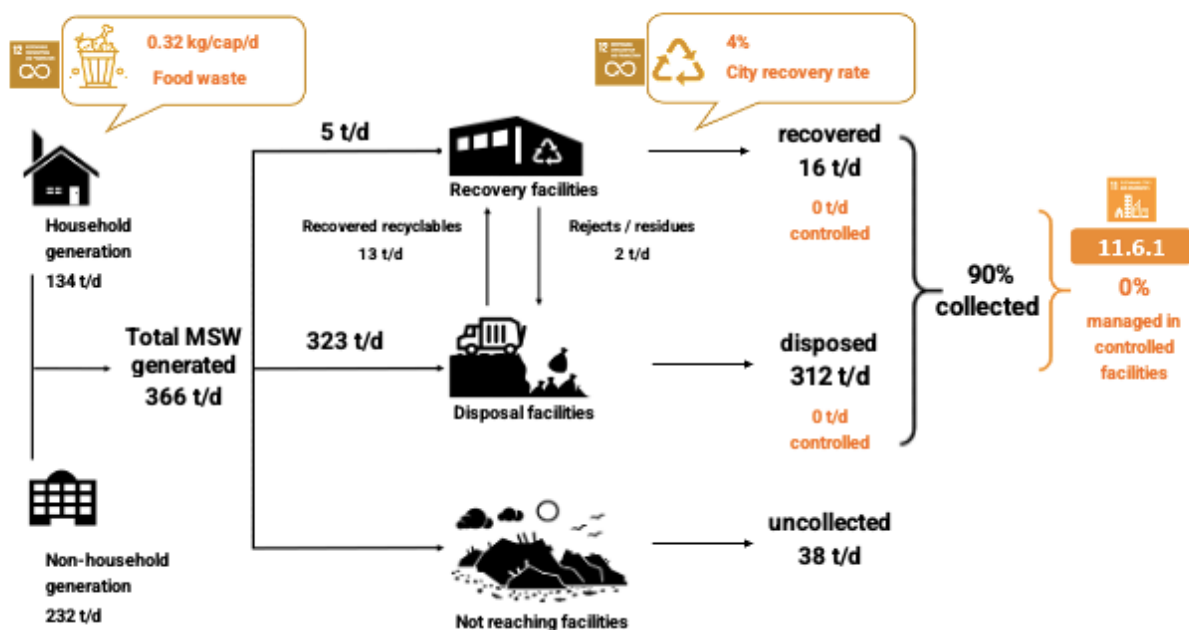 12
0.32 kg/cap/d
Food waste
12
4%
City recovery rate
Household
generation
134 t/d
Non-household
generation
232 t/d
Total MSW
generated
366 t/d
5 t/d
Recovery facilities
Recovered recyclables
13 t/d
Rejects / residues
2 t/d
323 t/d
Disposal facilities
Not reaching facilities
recovered
16 t/d
0 t/d
controlled
disposed
312 t/d
0 t/d
controlled
uncollected
38 t/d
90%
collected
11.6.1
0%
managed in
controlled
facilities